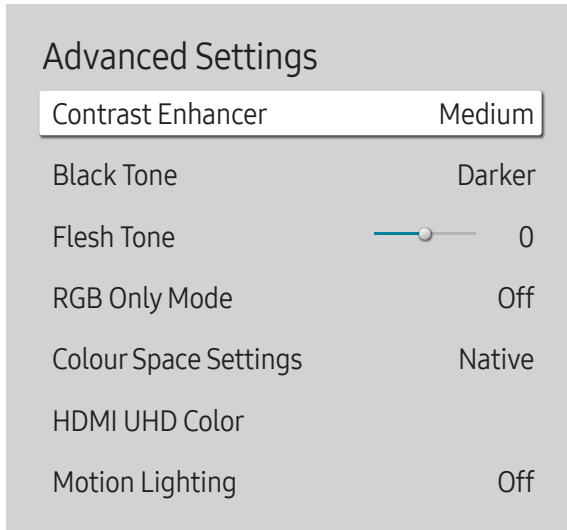 Advanced Settings
Contrast Enhancer Medium
Black Tone Darker
Flesh Tone 0
RGB Only Mode Off
Colour Space Settings Native
HDMI UHD Color
Motion Lighting Off